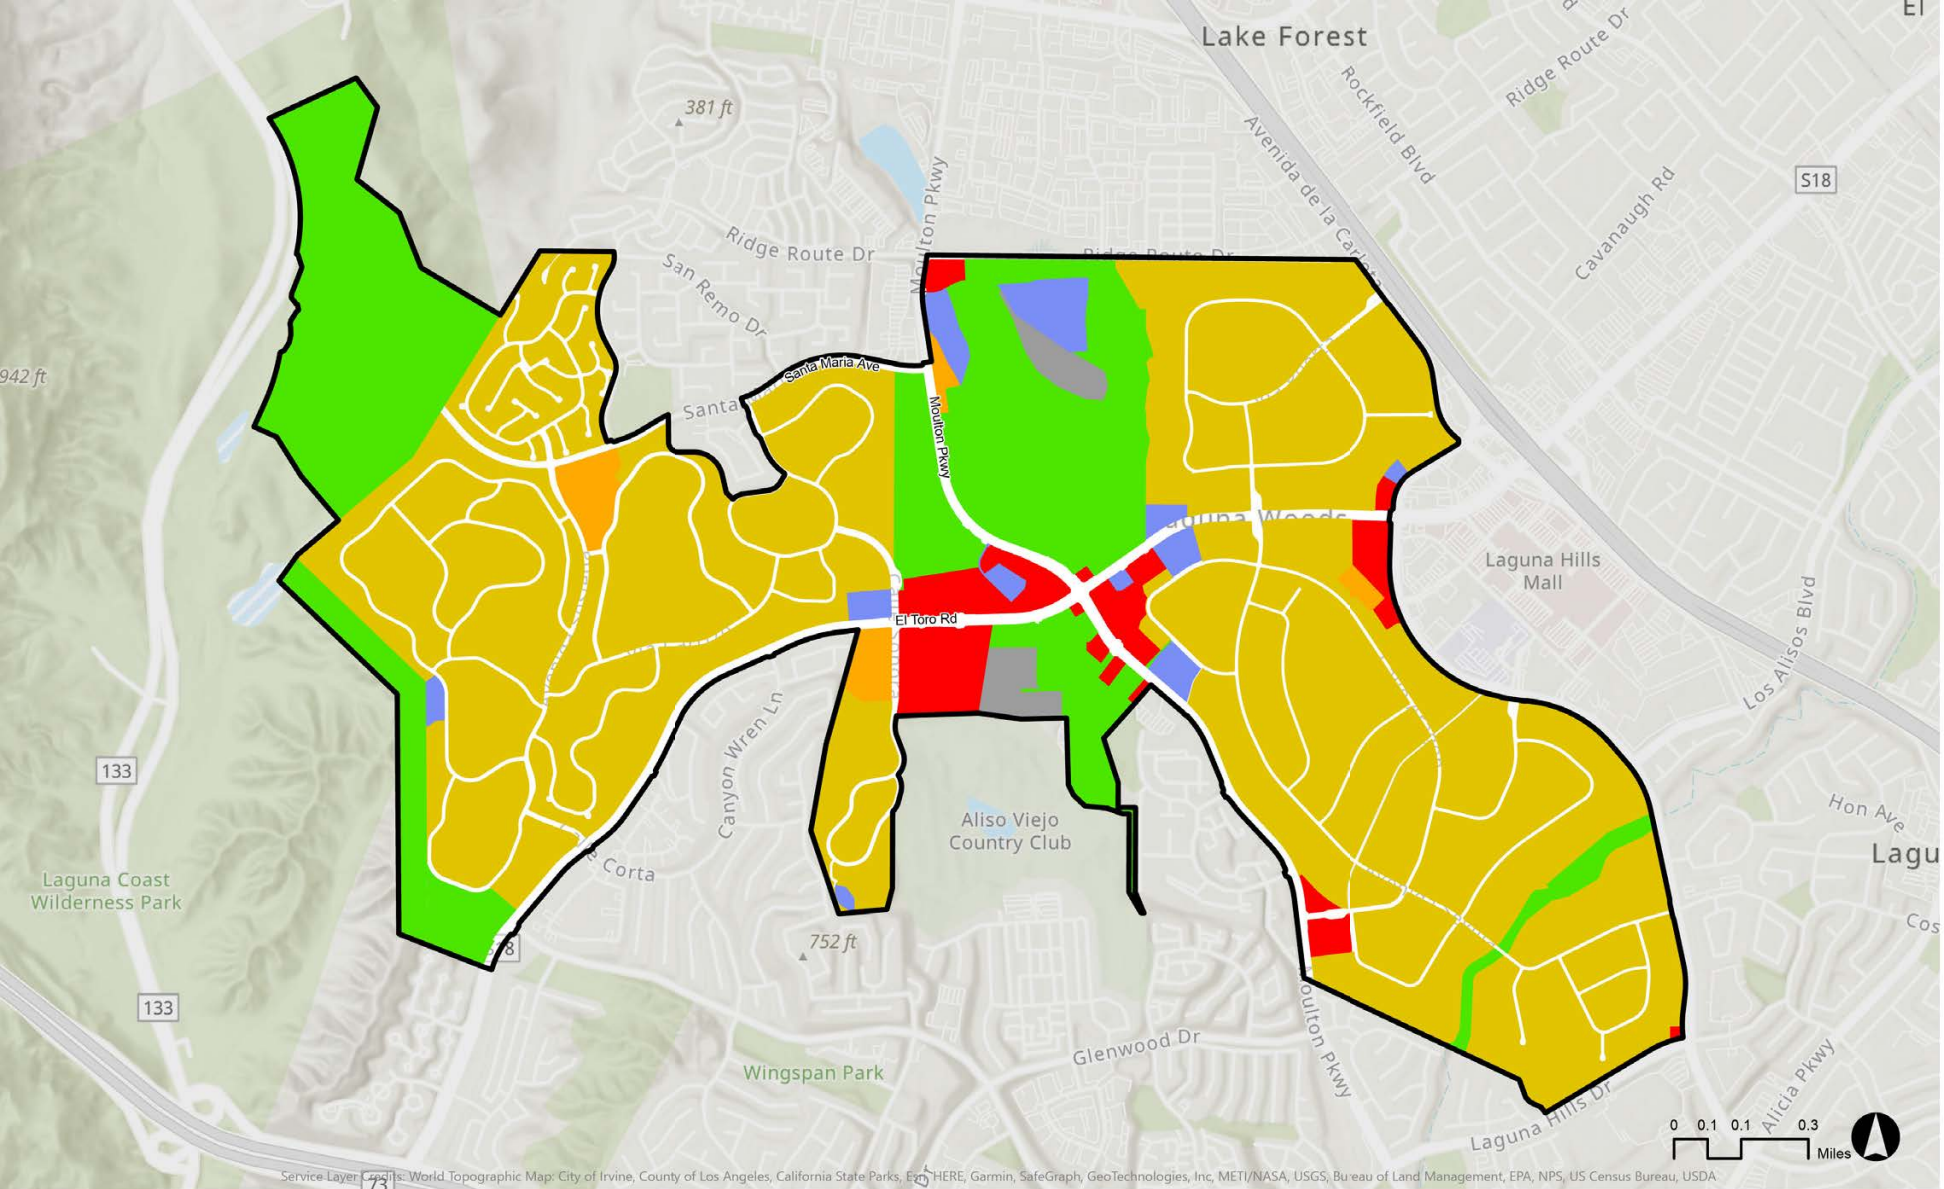 El
Lake Forest
Ridge Route Dr
Rockfield Blvd
381 ft
Avenida de la Carlota
Moulton Pkwy
S18
Cavanaugh Rd
Ridge Route Dr
Ridge Route Dr
San Remo Dr
942 ft
Santa Maria Ave
Santa
Moulton Pkwy
Laguna Woods
Laguna Hills
Mall
El Toro Rd
Los Alisos Blvd
Canyon Wren Ln
133
Aliso Viejo
Country Club
Hon Ave
Lagu
Calle Corta
Laguna Coast
Wilderness Park
Cos
752 ft
S18
133
Moulton Pkwy
Glenwood Dr
Wingspan Park
Alicia Pkwy
Laguna Hills Dr
0 0.1 0.1 0.3
Miles
Service Layer Credits: World Topographic Map: City of Irvine, County of Los Angeles, California State Parks, Esri, HERE, Garmin, SafeGraph, GeoTechnologies, Inc, METI/NASA, USGS, Bureau of Land Management, EPA, NPS, US Census Bureau, USDA
73